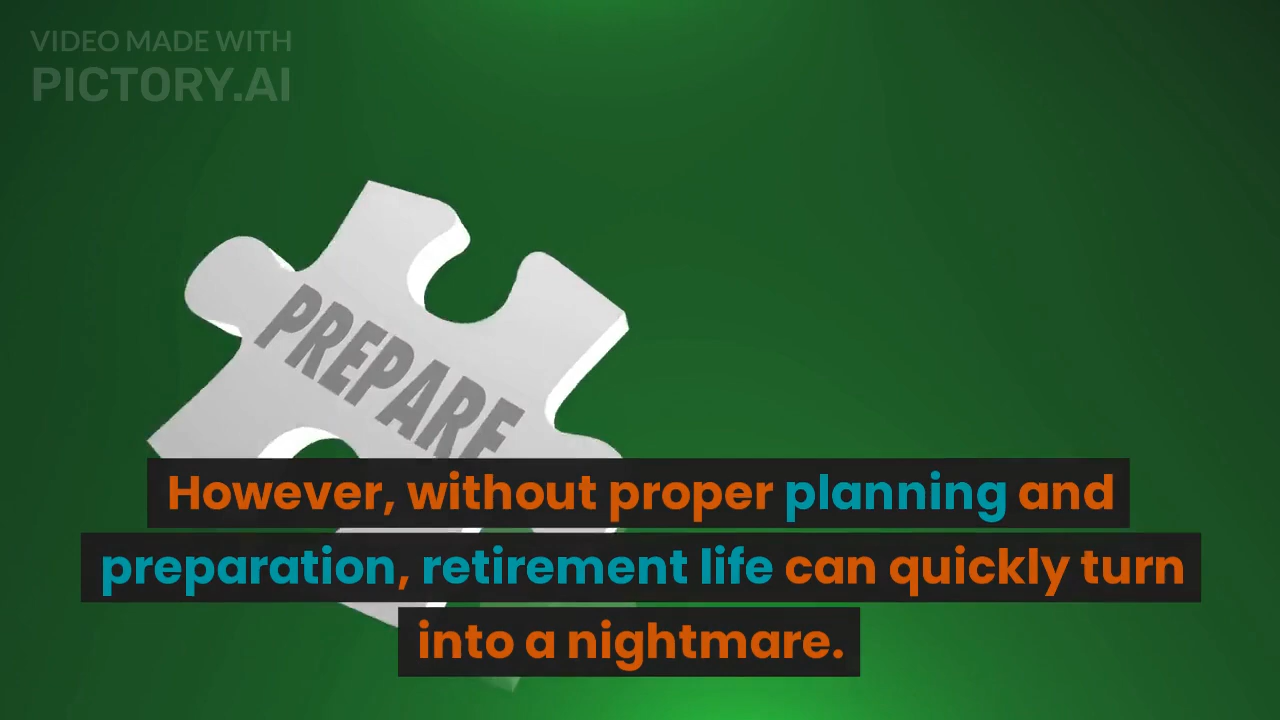 VIDEO MADE WITH
PICTORY.AI
PREPARE
However, without proper planning and
preparation, retirement life can quickly turn
into a nightmare.